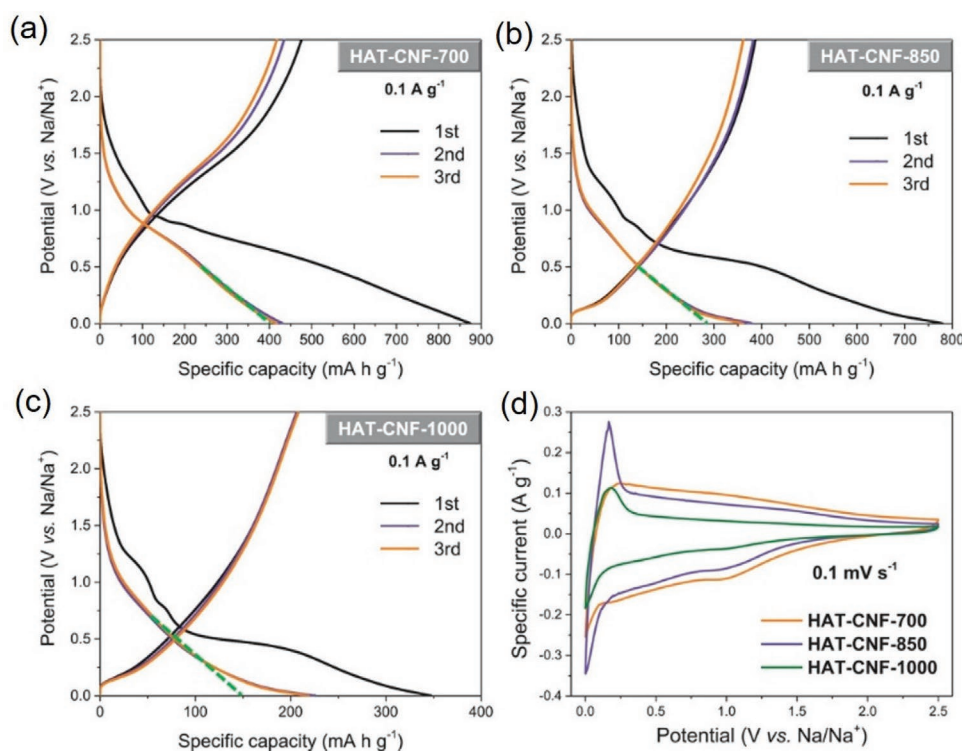 (a)
HAT-CNF-700
0.1 A g⁻¹
1st
2nd
3rd
Potential (V vs. Na/Na⁺)
2.5
2.0
1.5
1.0
0.5
0.0
0 100 200 300 400 500 600 700 800 900
Specific capacity (mA h g⁻¹)
(b)
HAT-CNF-850
0.1 A g⁻¹
1st
2nd
3rd
Potential (V vs. Na/Na⁺)
2.5
2.0
1.5
1.0
0.5
0.0
0 100 200 300 400 500 600 700 800
Specific capacity (mA h g⁻¹)
(c)
HAT-CNF-1000
0.1 A g⁻¹
1st
2nd
3rd
Potential (V vs. Na/Na⁺)
2.5
2.0
1.5
1.0
0.5
0.0
0 100 200 300 400
Specific capacity (mA h g⁻¹)
(d)
Specific current (A g⁻¹)
0.3
0.2
0.1
0.0
-0.1
-0.2
-0.3
-0.4
0.1 mV s⁻¹
HAT-CNF-700
HAT-CNF-850
HAT-CNF-1000
0.0 0.5 1.0 1.5 2.0 2.5
Potential (V vs. Na/Na⁺)